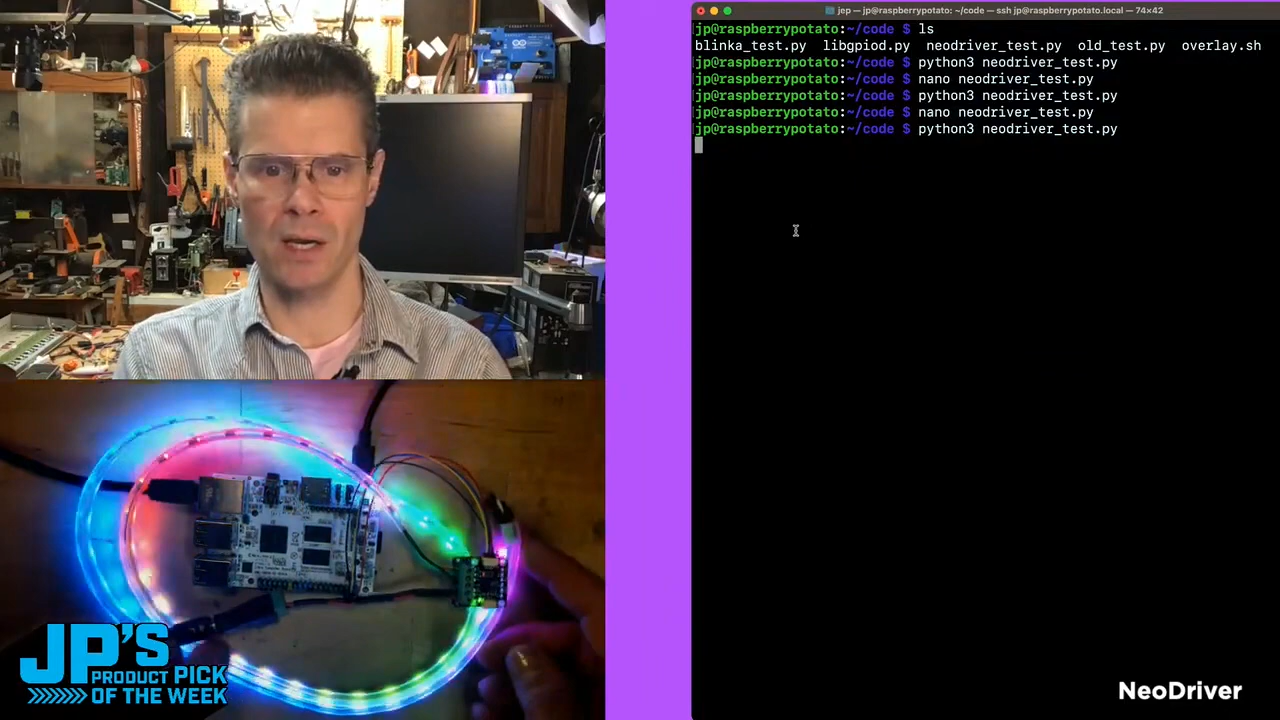 jep — jp@raspberrypotato: ~/code — ssh jp@raspberrypotato.local — 74×42
jp@raspberrypotato:~/code $ ls
blinka_test.py libgpiod.py neodriver_test.py old_test.py overlay.sh
jp@raspberrypotato:~/code $ python3 neodriver_test.py
jp@raspberrypotato:~/code $ nano neodriver_test.py
jp@raspberrypotato:~/code $ python3 neodriver_test.py
jp@raspberrypotato:~/code $ nano neodriver_test.py
jp@raspberrypotato:~/code $ python3 neodriver_test.py
JP'S
PRODUCT PICK
OF THE WEEK
NeoDriver